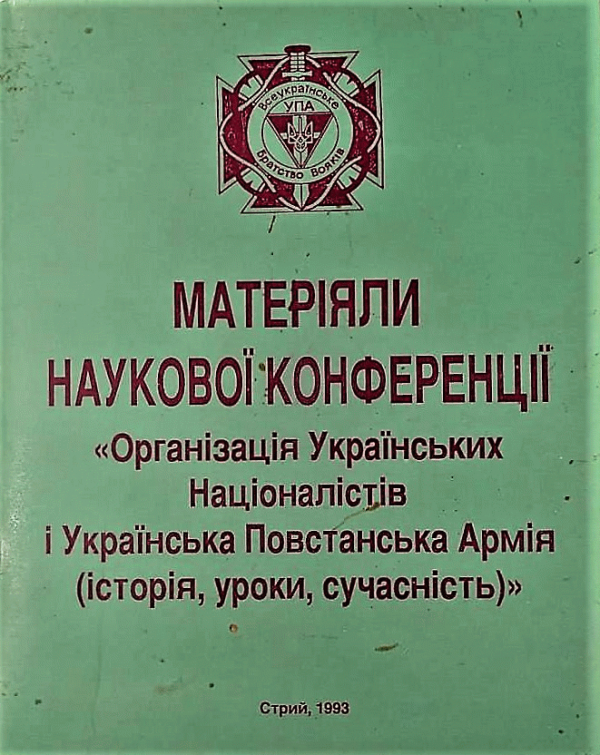 Всеукраїнське
УПА
Братство Вояків
МАТЕРІЯЛИ
НАУКОВОЇ КОНФЕРЕНЦІЇ
«Організація Українських
Націоналістів
і Українська Повстанська Армія
(історія, уроки, сучасність)»
Стрий, 1993